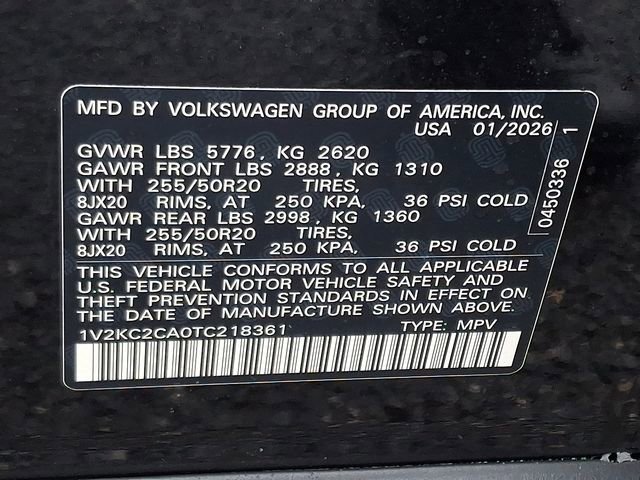 MFD BY VOLKSWAGEN GROUP OF AMERICA, INC.
USA 01/2026
GVWR LBS 5776, KG 2620
GAWR FRONT LBS 2888, KG 1310
WITH 255/50R20 TIRES,
8JX20 RIMS, AT 250 KPA, 36 PSI COLD
GAWR REAR LBS 2998, KG 1360
WITH 255/50R20 TIRES,
8JX20 RIMS, AT 250 KPA, 36 PSI COLD
THIS VEHICLE CONFORMS TO ALL APPLICABLE
U.S. FEDERAL MOTOR VEHICLE SAFETY AND
THEFT PREVENTION STANDARDS IN EFFECT ON
THE DATE OF MANUFACTURE SHOWN ABOVE.
1V2KC2CA0TC218361 TYPE: MPV
0450336 1